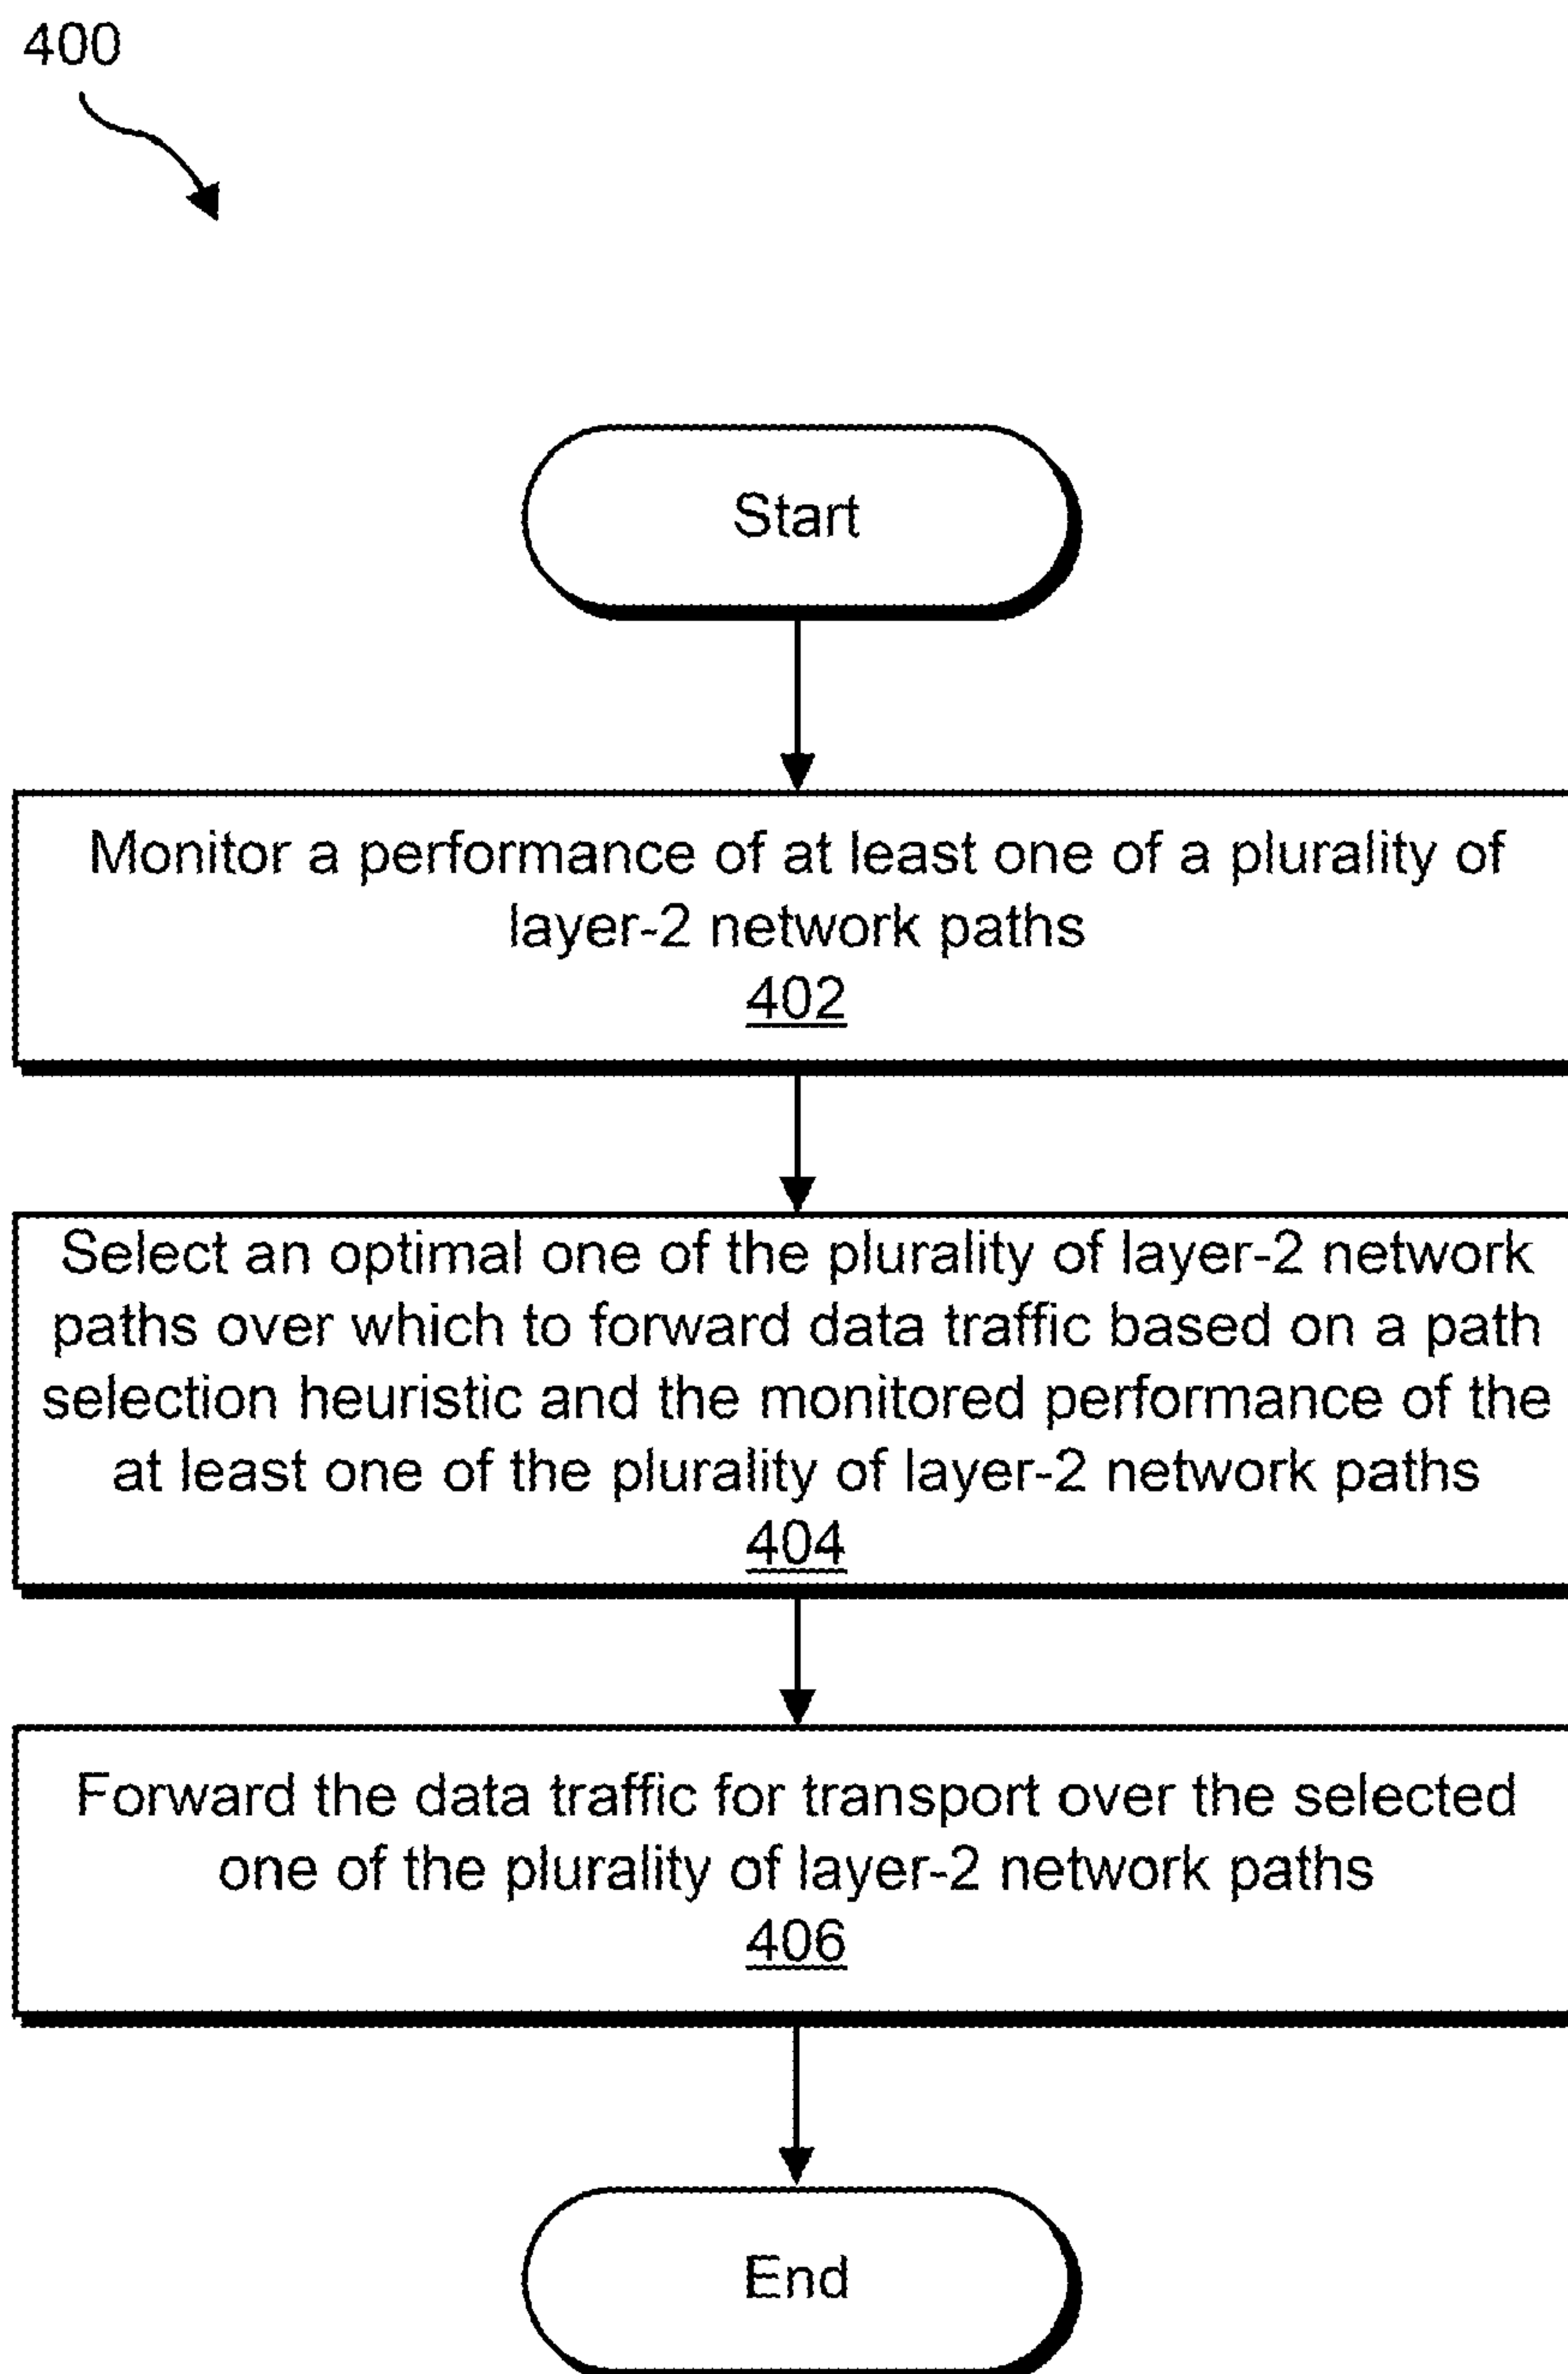 400
Start
Monitor a performance of at least one of a plurality of
layer-2 network paths
402
Select an optimal one of the plurality of layer-2 network
paths over which to forward data traffic based on a path
selection heuristic and the monitored performance of the
at least one of the plurality of layer-2 network paths
404
Forward the data traffic for transport over the selected
one of the plurality of layer-2 network paths
406
End